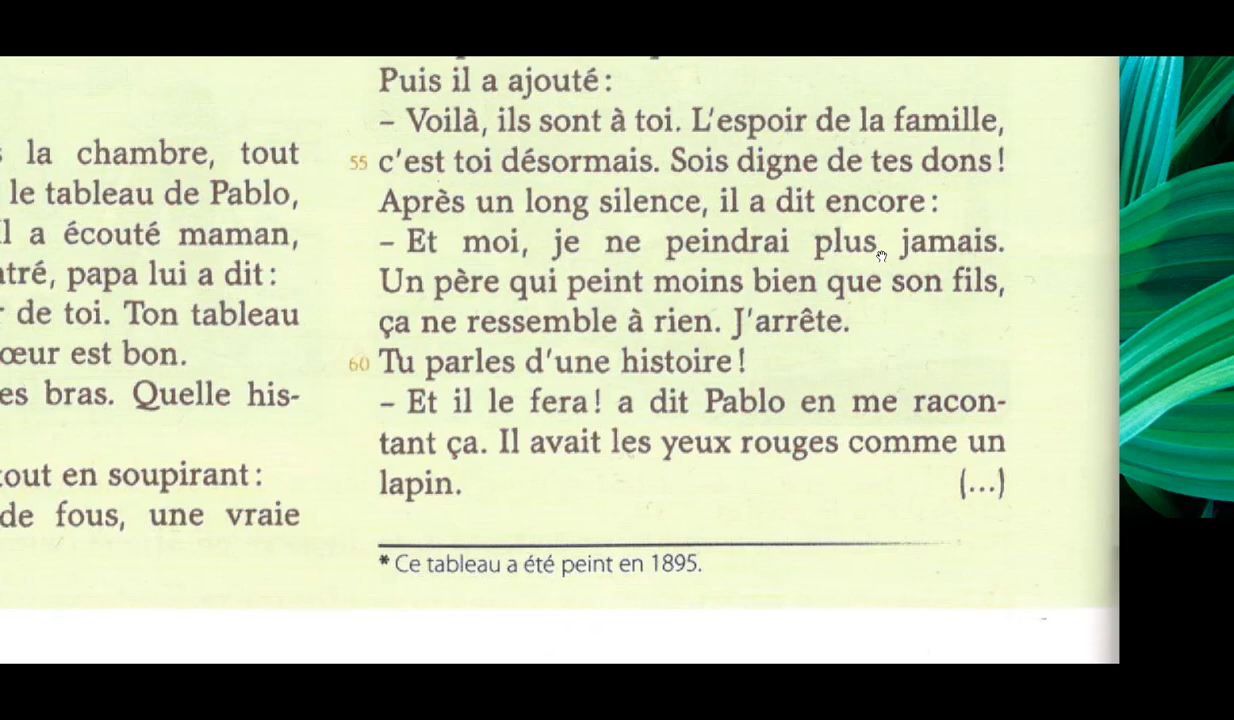 la chambre, tout
le tableau de Pablo,
a écouté maman,
papa lui a dit :
de toi. Ton tableau
est bon.
bras. Quelle his-
en soupirant :
de fous, une vraie
Puis il a ajouté :
– Voilà, ils sont à toi. L'espoir de la famille,
55 c'est toi désormais. Sois digne de tes dons !
Après un long silence, il a dit encore :
– Et moi, je ne peindrai plus jamais.
Un père qui peint moins bien que son fils,
ça ne ressemble à rien. J'arrête.
60 Tu parles d'une histoire !
– Et il le fera ! a dit Pablo en me racon-
tant ça. Il avait les yeux rouges comme un
lapin. (...)
* Ce tableau a été peint en 1895.